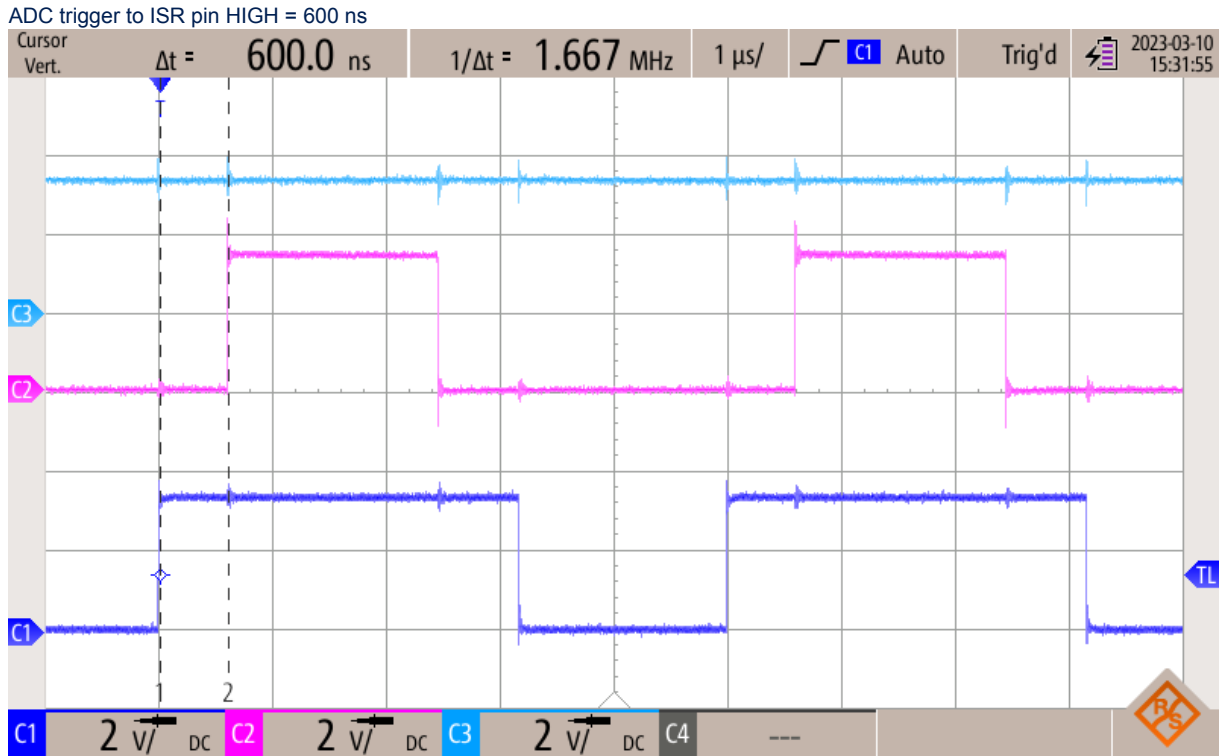 ADC trigger to ISR pin HIGH = 600 ns
Cursor Vert. Δt = 600.0 ns 1/Δt = 1.667 MHz 1 µs/ C1 Auto Trig'd 2023-03-10 15:31:55
T
C3
C2
TL
C1
1 2
C1 2 V/ DC C2 2 V/ DC C3 2 V/ DC C4 ---
R&S